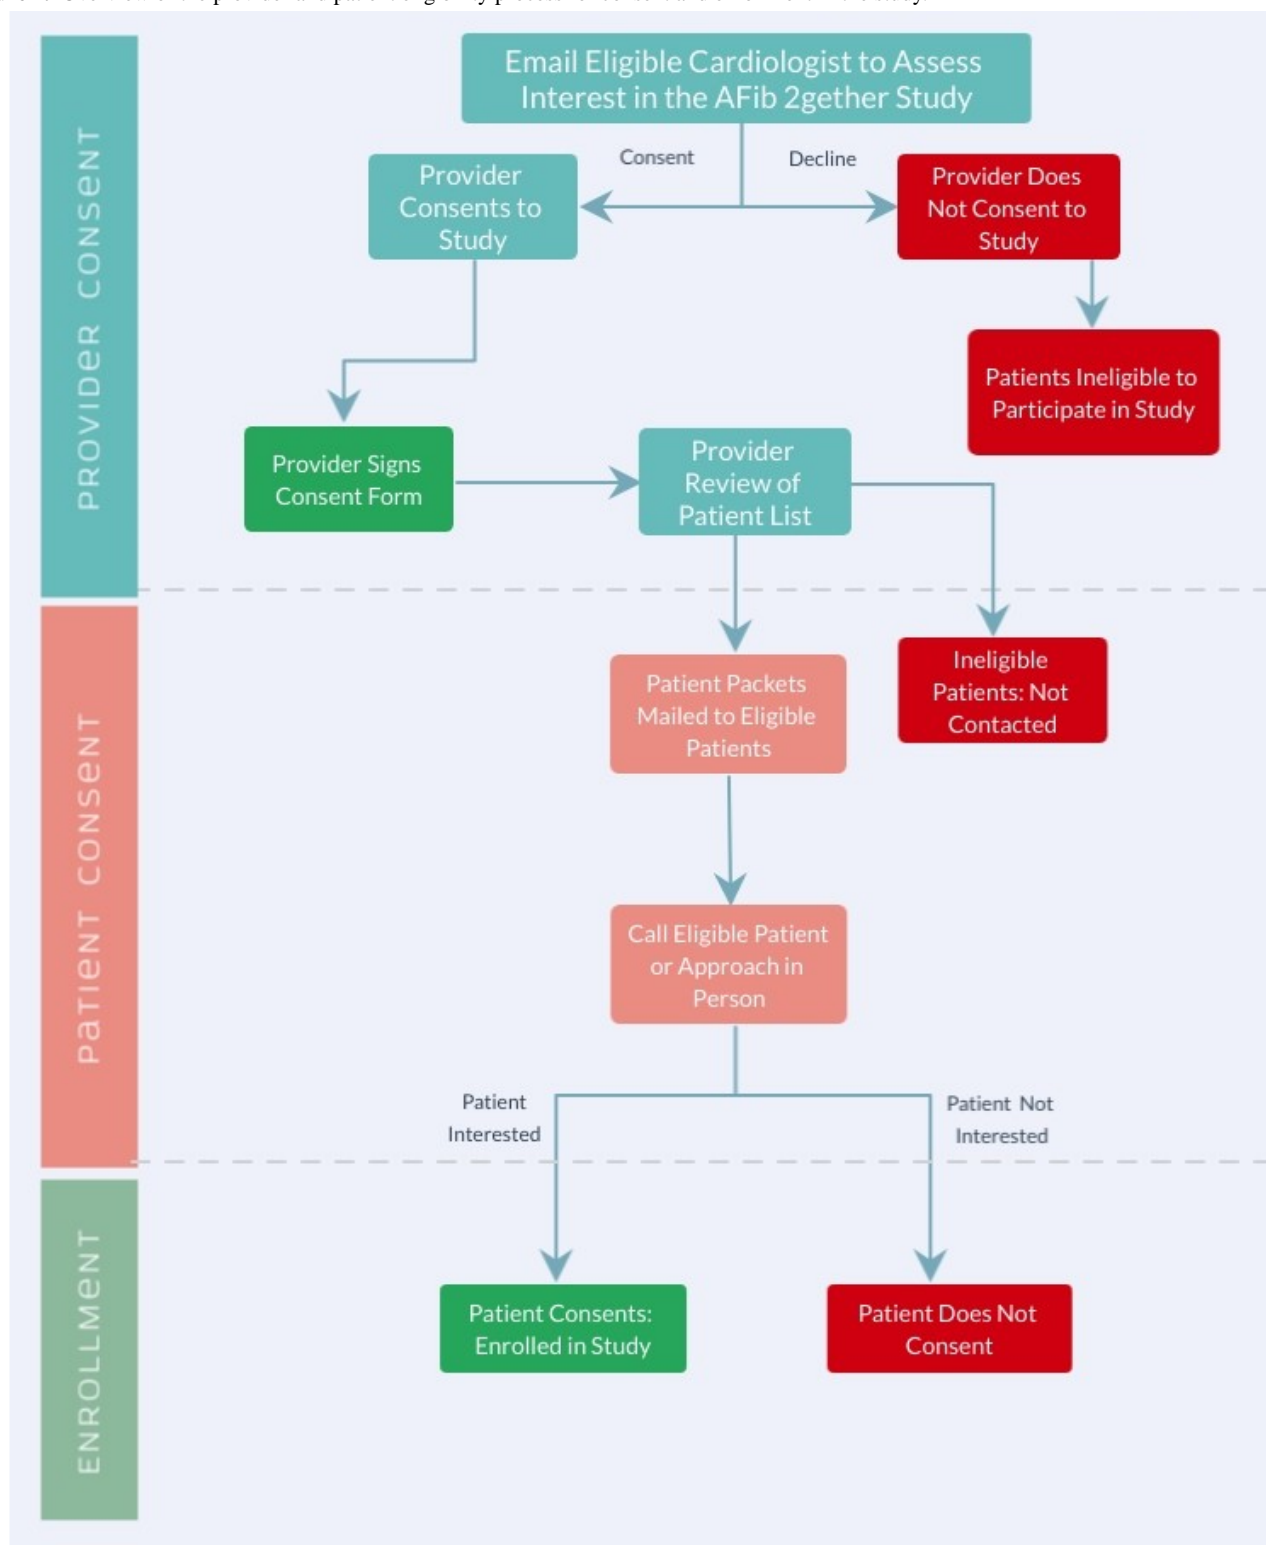 PROVIDER CONSENT
Email Eligible Cardiologist to Assess
Interest in the AFib 2gether Study
Consent
Decline
Provider
Consents to
Study
Provider Does
Not Consent to
Study
Patients Ineligible to
Participate in Study
Provider Signs
Consent Form
Provider
Review of
Patient List
PATIENT CONSENT
Patient Packets
Mailed to Eligible
Patients
Ineligible
Patients: Not
Contacted
Call Eligible Patient
or Approach in
Person
Patient
Interested
Patient Not
Interested
ENROLLMENT
Patient Consents:
Enrolled in Study
Patient Does Not
Consent